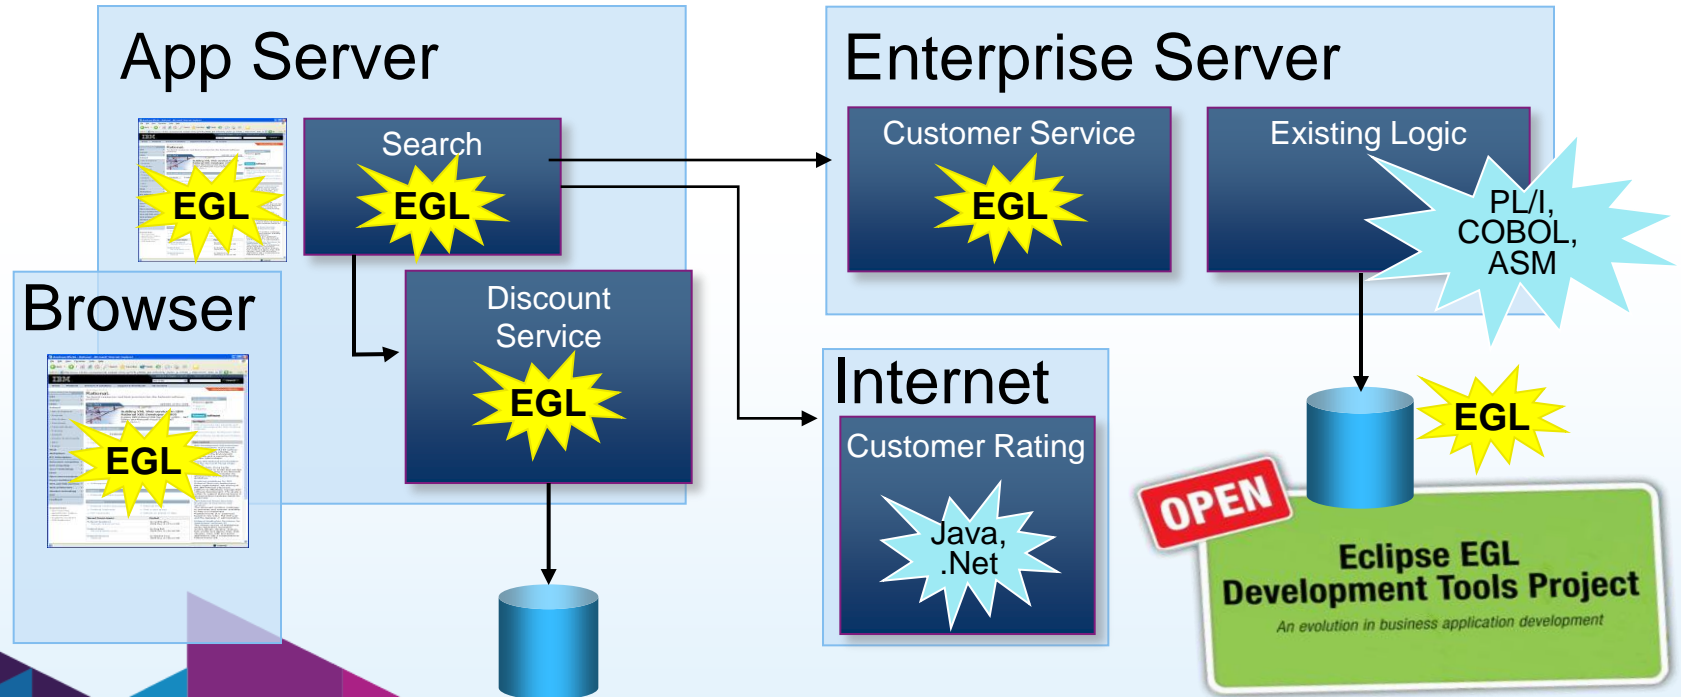 App Server
Search
EGL
EGL
Discount
Service
EGL
Browser
IBM
EGL
Enterprise Server
Customer Service
EGL
Existing Logic
PL/I,
COBOL,
ASM
Internet
Customer Rating
Java,
.Net
EGL
OPEN
Eclipse EGL
Development Tools Project
An evolution in business application development